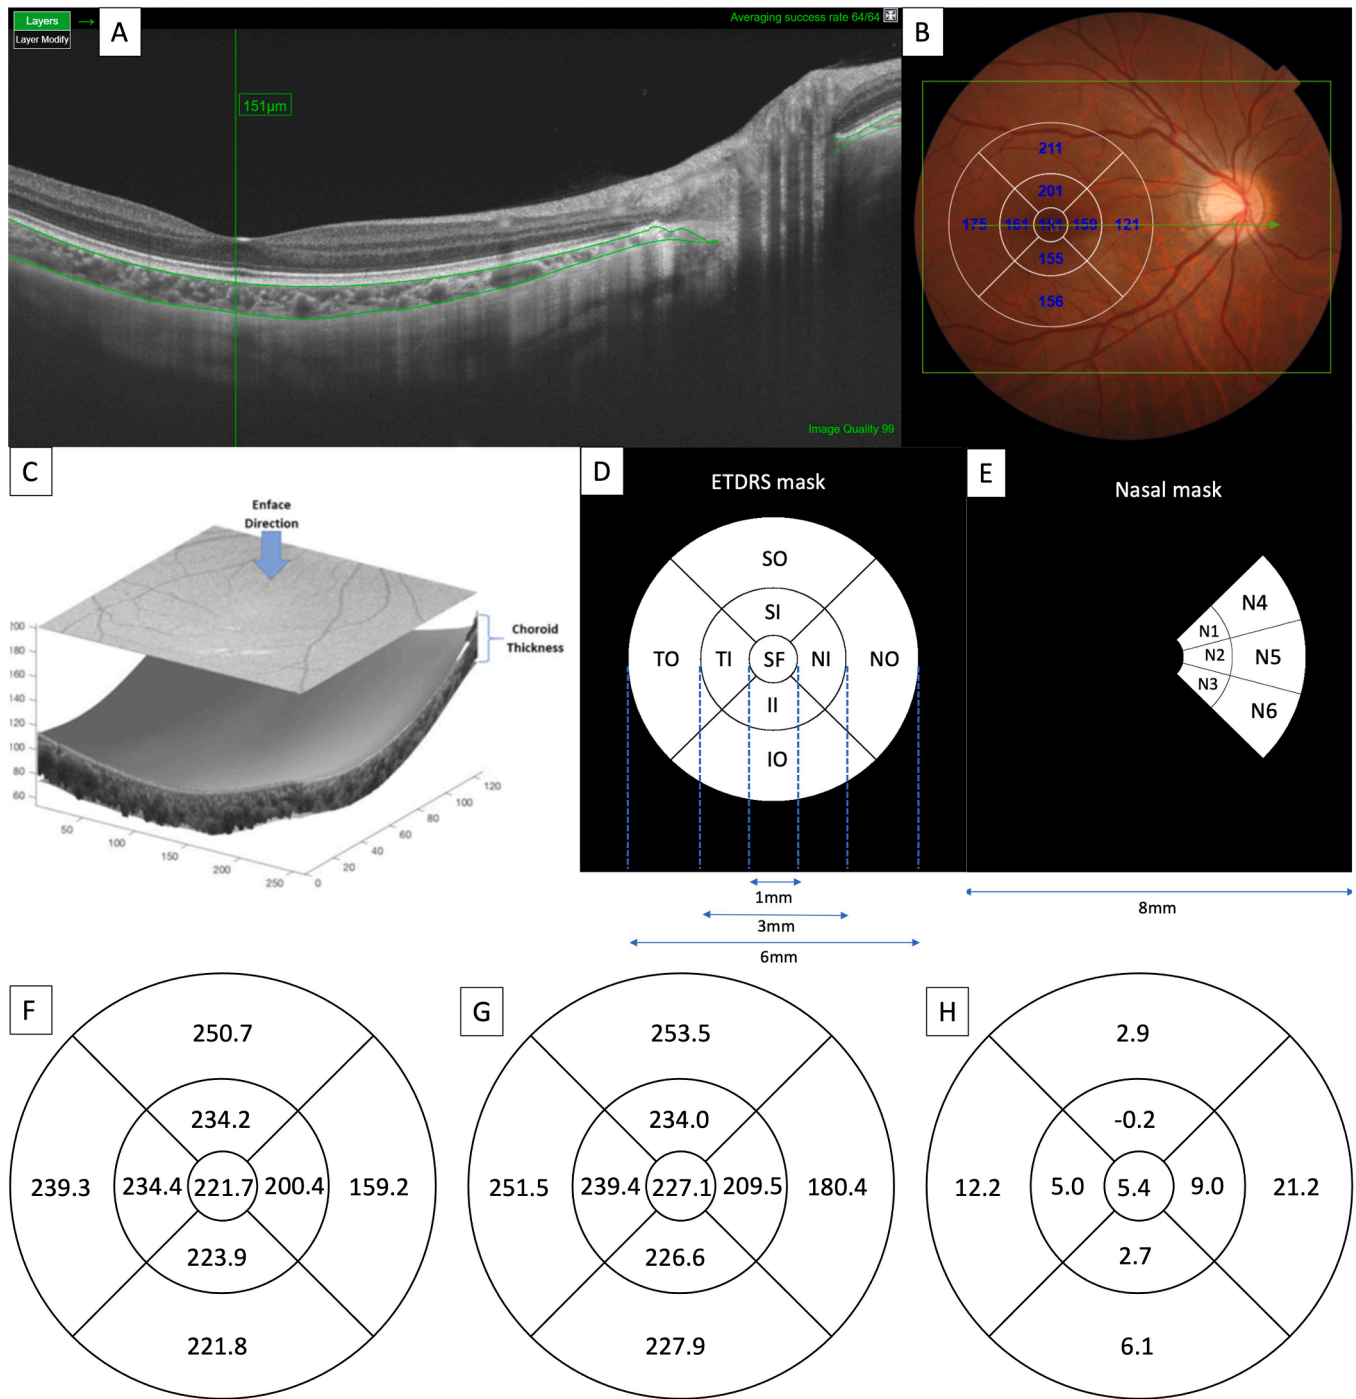 Layers
Layer Modify
A
Averaging success rate 64/64
151µm
Image Quality 99
B
211
201
175 161 181 159 121
155
156
C
Enface
Direction
Choroid
Thickness
200
180
160
140
120
100
80
60
50
100
150
200
250
0
20
40
60
80
100
120
D
ETDRS mask
SO
SI
TO TI SF NI NO
II
IO
1mm
3mm
6mm
E
Nasal mask
N4
N1
N2 N5
N3
N6
8mm
F
250.7
234.2
239.3 234.4 221.7 200.4 159.2
223.9
221.8
G
253.5
234.0
251.5 239.4 227.1 209.5 180.4
226.6
227.9
H
2.9
-0.2
12.2 5.0 5.4 9.0 21.2
2.7
6.1